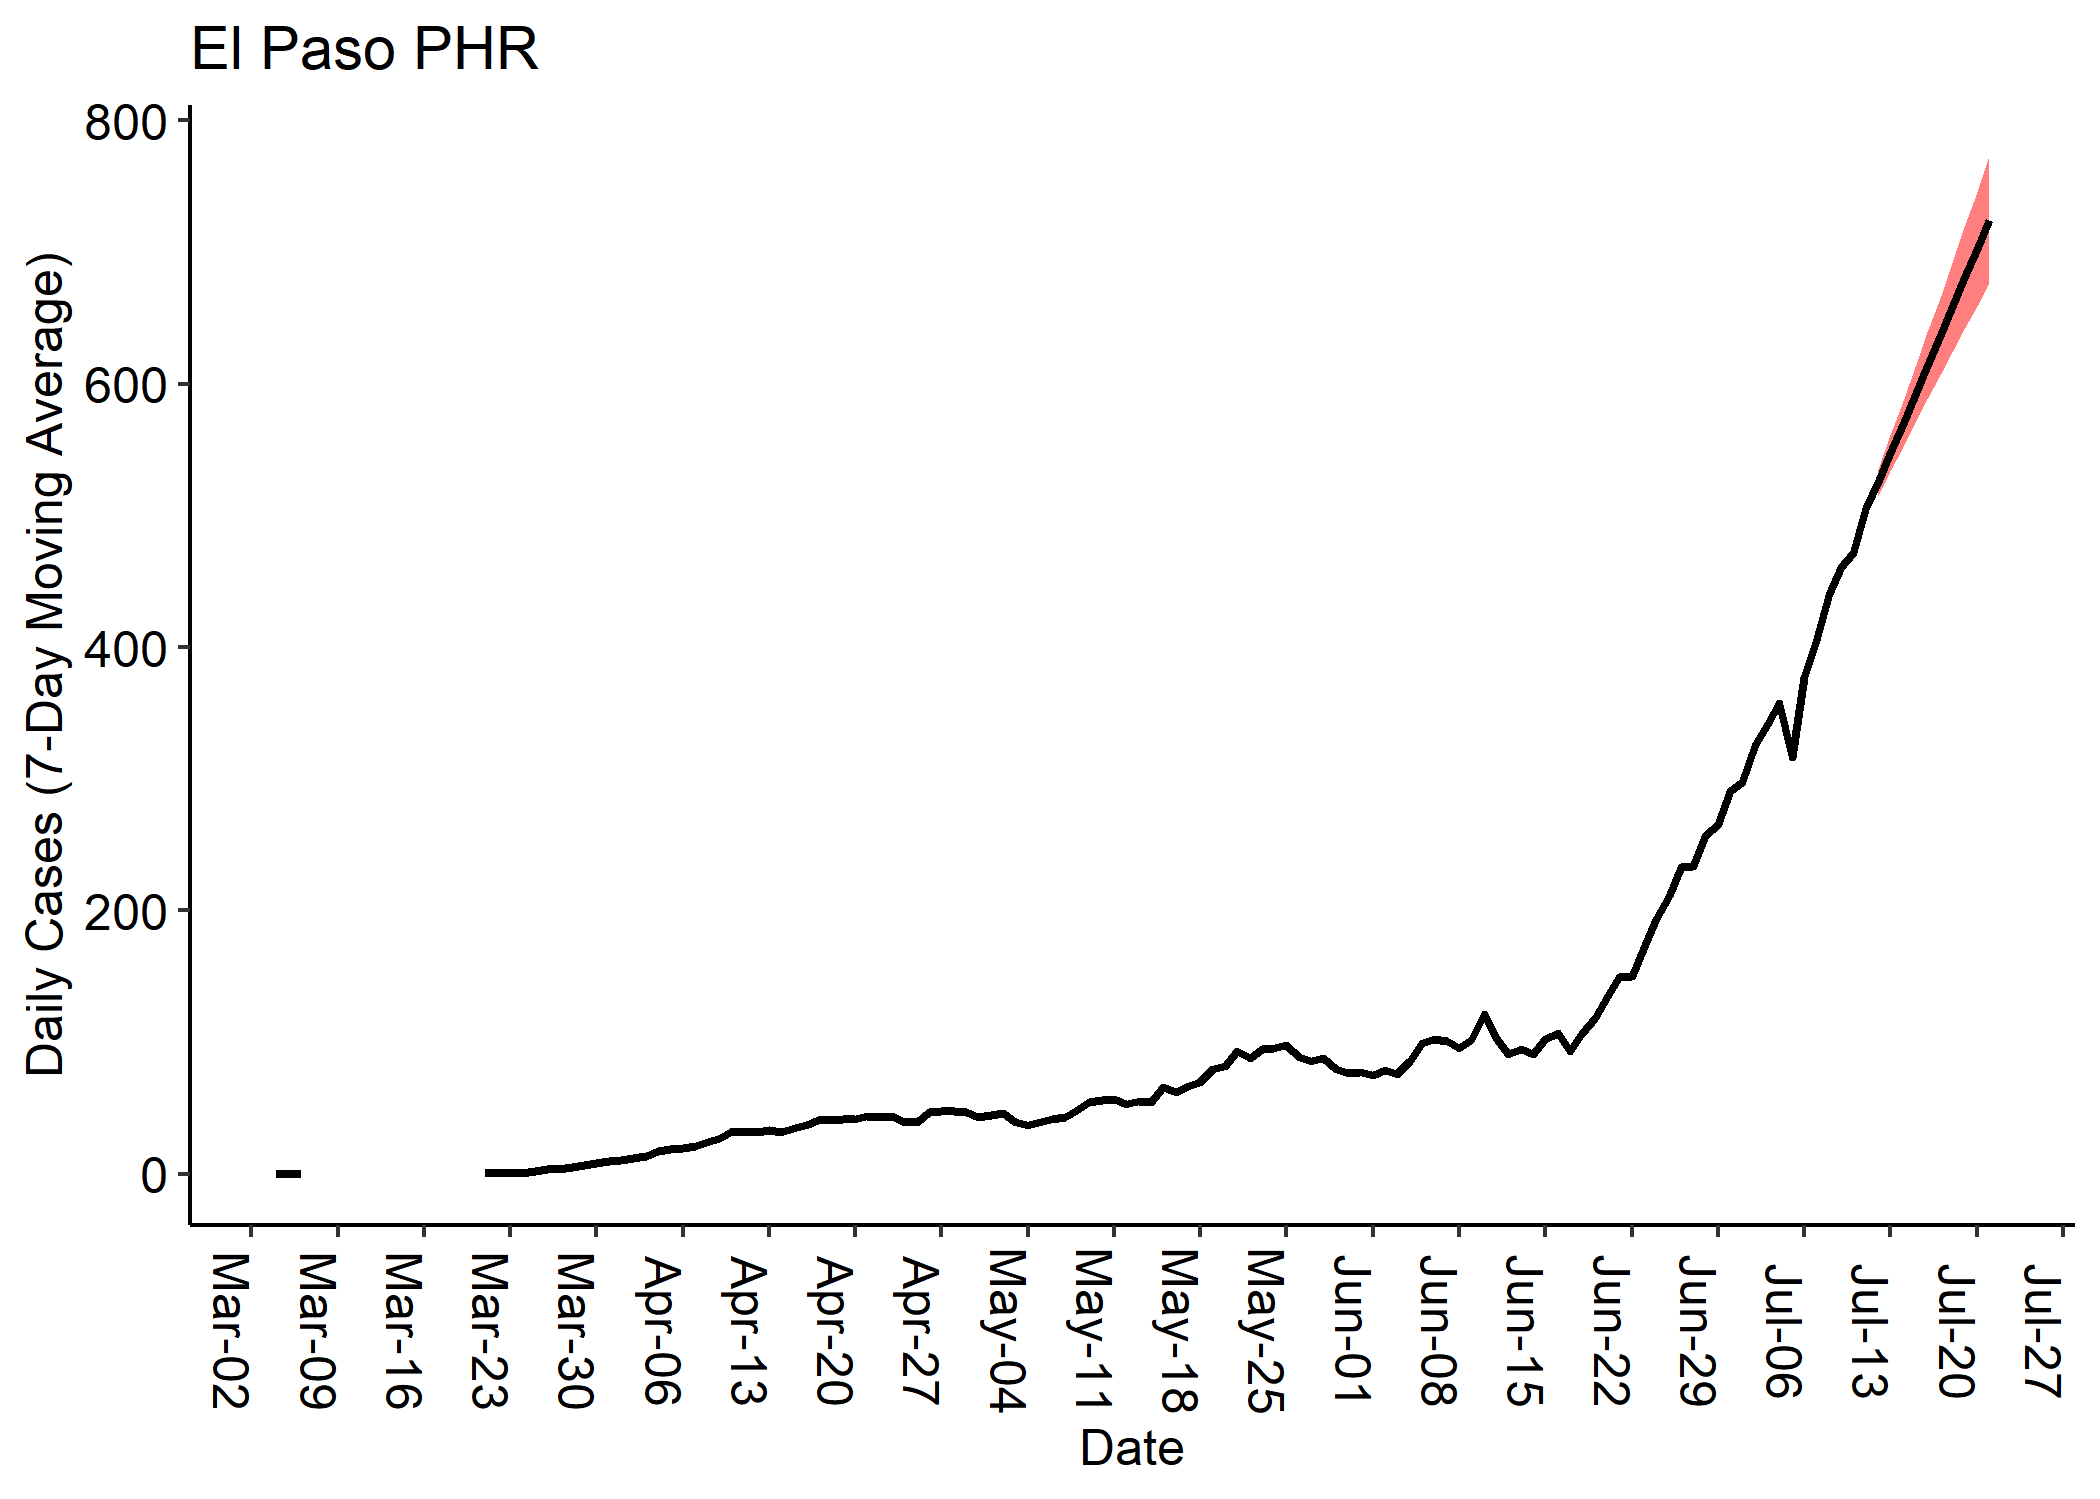 El Paso PHR
Daily Cases (7-Day Moving Average)
800
600
400
200
0
Mar-02
Mar-09
Mar-16
Mar-23
Mar-30
Apr-06
Apr-13
Apr-20
Apr-27
May-04
May-11
May-18
May-25
Jun-01
Jun-08
Jun-15
Jun-22
Jun-29
Jul-06
Jul-13
Jul-20
Jul-27
Date